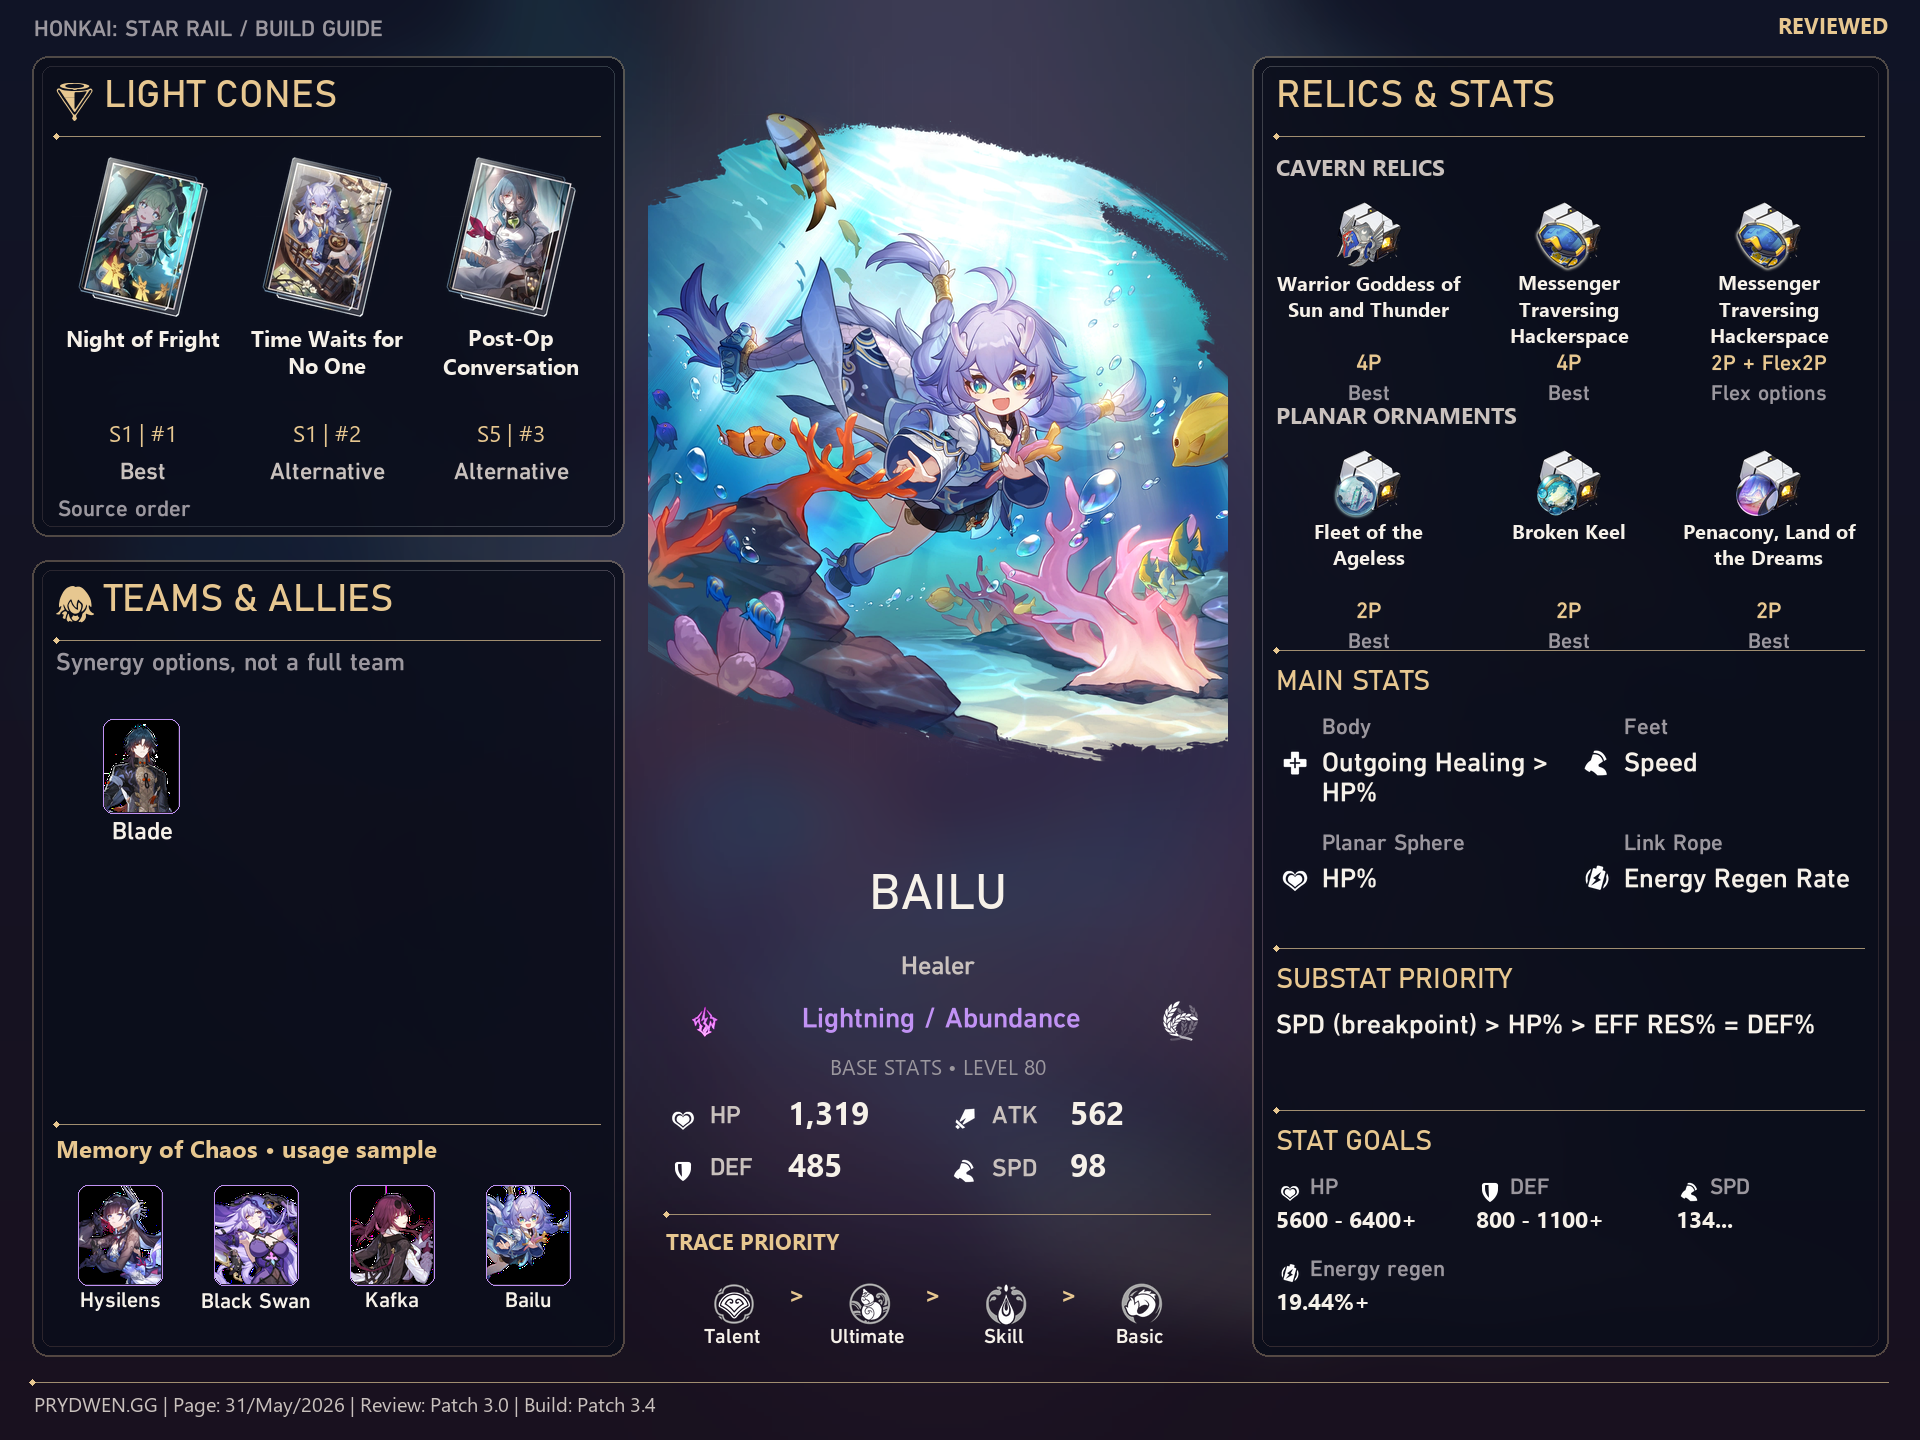 HONKAI: STAR RAIL / BUILD GUIDE
REVIEWED
LIGHT CONES
Night of Fright
Time Waits for
No One
Post-Op
Conversation
S1 | #1
S1 | #2
S5 | #3
Best
Alternative
Alternative
Source order
TEAMS & ALLIES
Synergy options, not a full team
Blade
Memory of Chaos • usage sample
Hysilens
Black Swan
Kafka
Bailu
BAILU
Healer
Lightning / Abundance
BASE STATS • LEVEL 80
HP 1,319
ATK 562
DEF 485
SPD 98
TRACE PRIORITY
Talent > Ultimate > Skill > Basic
RELICS & STATS
CAVERN RELICS
Warrior Goddess of
Sun and Thunder
4P
Best
Messenger
Traversing
Hackerspace
4P
Best
Messenger
Traversing
Hackerspace
2P + Flex2P
Flex options
PLANAR ORNAMENTS
Fleet of the
Ageless
2P
Best
Broken Keel
2P
Best
Penacony, Land of
the Dreams
2P
Best
MAIN STATS
Body
Outgoing Healing >
HP%
Feet
Speed
Planar Sphere
HP%
Link Rope
Energy Regen Rate
SUBSTAT PRIORITY
SPD (breakpoint) > HP% > EFF RES% = DEF%
STAT GOALS
HP
5600 - 6400+
DEF
800 - 1100+
SPD
134...
Energy regen
19.44%+
PRYDWEN.GG | Page: 31/May/2026 | Review: Patch 3.0 | Build: Patch 3.4